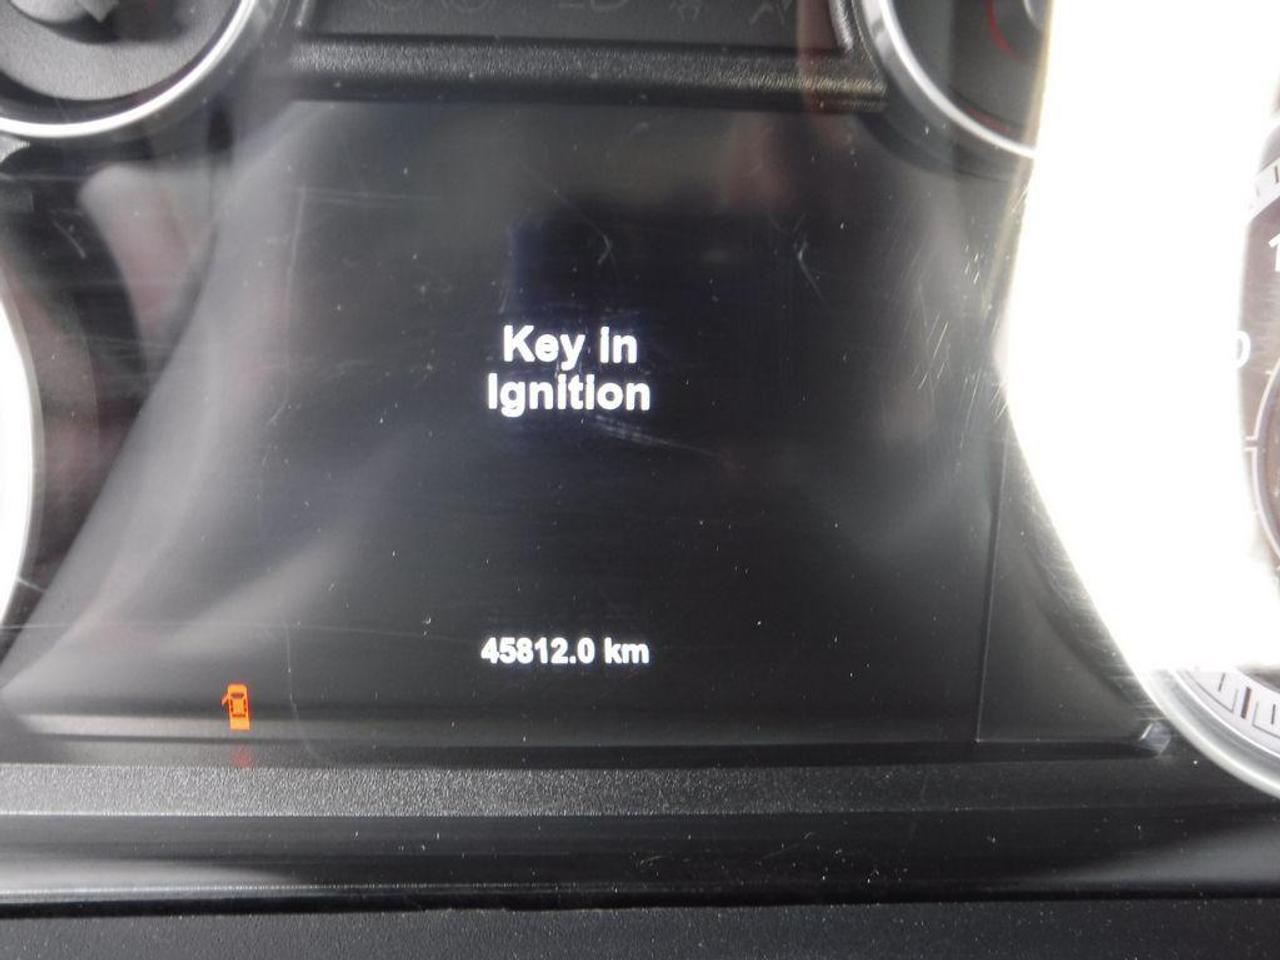 Key in
Ignition
45812.0 km